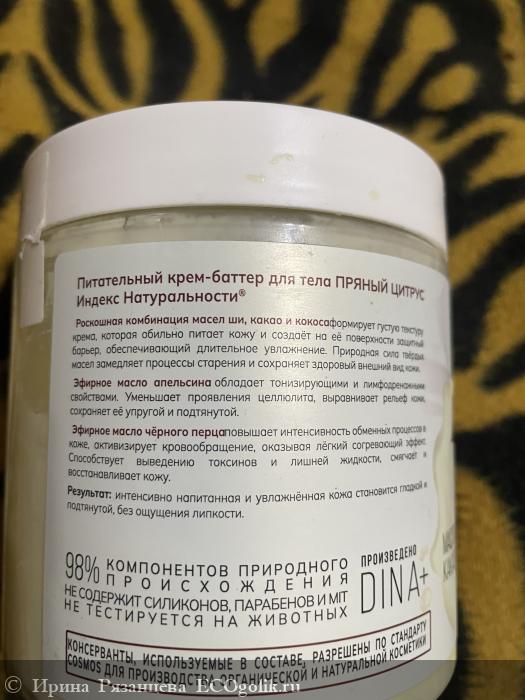 Питательный крем-баттер для тела ПРЯНЫЙ ЦИТРУС
Индекс Натуральности®
Роскошная комбинация масел ши, какао и кокосаформирует густую текстуру
крема, которая обильно питает кожу и создаёт на её поверхности защитный
барьер, обеспечивающий длительное увлажнение. Природная сила твёрдых
масел замедляет процессы старения и сохраняет здоровый внешний вид кожи.
Эфирное масло апельсина обладает тонизирующими и лимфодренажными
свойствами. Уменьшает проявления целлюлита, выравнивает рельеф кожи,
сохраняет её упругой и подтянутой.
Эфирное масло чёрного перцаповышает интенсивность обменных процессов в
коже, активизирует кровообращение, оказывая лёгкий согревающий эффект.
Способствует выведению токсинов и лишней жидкости, смягчает и
восстанавливает кожу.
Результат: интенсивно напитанная и увлажнённая кожа становится гладкой и
подтянутой, без ощущения липкости.
98% КОМПОНЕНТОВ ПРИРОДНОГО
ПРОИСХОЖДЕНИЯ
НЕ СОДЕРЖИТ СИЛИКОНОВ, ПАРАБЕНОВ И MIT
НЕ ТЕСТИРУЕТСЯ НА ЖИВОТНЫХ
ПРОИЗВЕДЕНО
DINA+
КОНСЕРВАНТЫ, ИСПОЛЬЗУЕМЫЕ В СОСТАВЕ, РАЗРЕШЕНЫ ПО СТАНДАРТУ
COSMOS ДЛЯ ПРОИЗВОДСТВА ОРГАНИЧЕСКОЙ И НАТУРАЛЬНОЙ КОСМЕТИКИ
© Ирина Рязанцева ECOgolik.ru